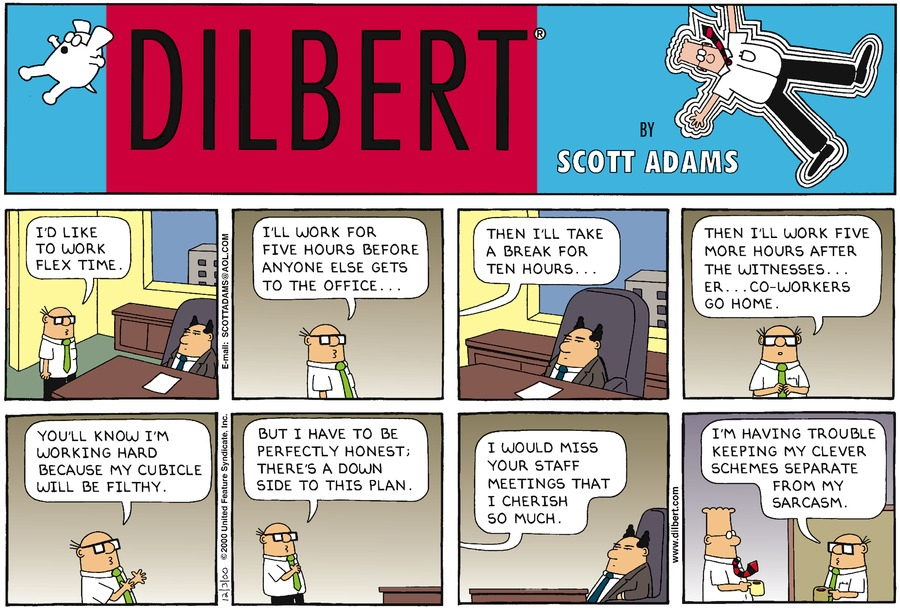 DILBERT®
BY
SCOTT ADAMS
I'D LIKE
TO WORK
FLEX TIME.
E-mail: SCOTTADAMS@AOL.COM
I'LL WORK FOR
FIVE HOURS BEFORE
ANYONE ELSE GETS
TO THE OFFICE...
THEN I'LL TAKE
A BREAK FOR
TEN HOURS...
THEN I'LL WORK FIVE
MORE HOURS AFTER
THE WITNESSES...
ER...CO-WORKERS
GO HOME.
YOU'LL KNOW I'M
WORKING HARD
BECAUSE MY CUBICLE
WILL BE FILTHY.
12/3/00 © 2000 United Feature Syndicate, Inc.
BUT I HAVE TO BE
PERFECTLY HONEST;
THERE'S A DOWN
SIDE TO THIS PLAN.
I WOULD MISS
YOUR STAFF
MEETINGS THAT
I CHERISH
SO MUCH.
www.dilbert.com
I'M HAVING TROUBLE
KEEPING MY CLEVER
SCHEMES SEPARATE
FROM MY
SARCASM.